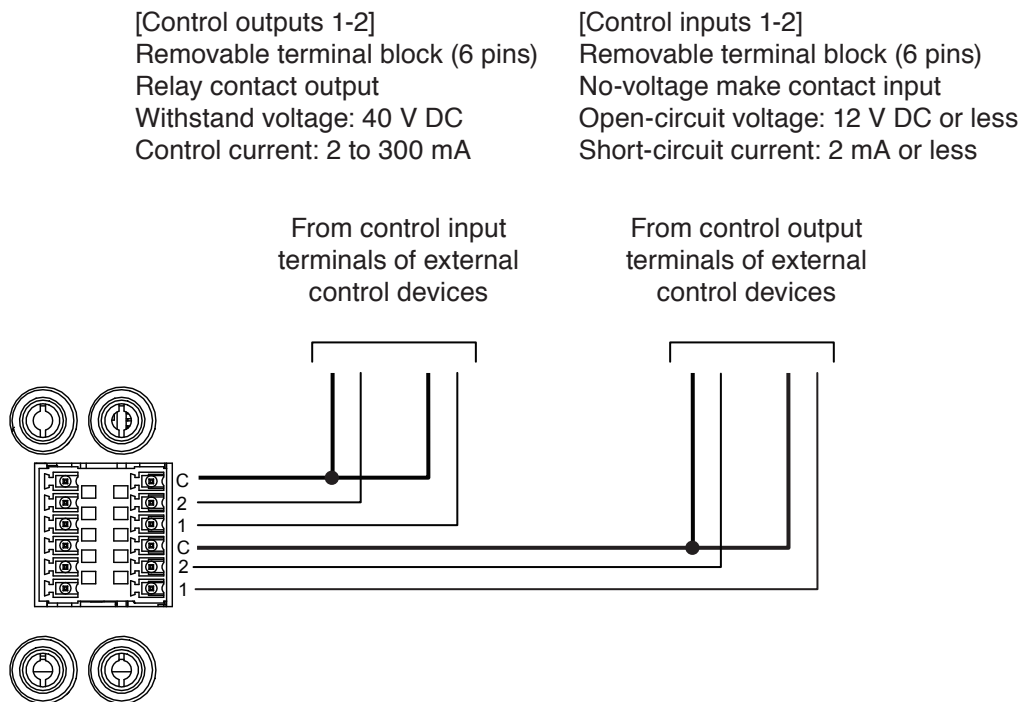 [Control outputs 1-2]
Removable terminal block (6 pins)
Relay contact output
Withstand voltage: 40 V DC
Control current: 2 to 300 mA
[Control inputs 1-2]
Removable terminal block (6 pins)
No-voltage make contact input
Open-circuit voltage: 12 V DC or less
Short-circuit current: 2 mA or less
From control input
terminals of external
control devices
From control output
terminals of external
control devices
C
2
1
C
2
1